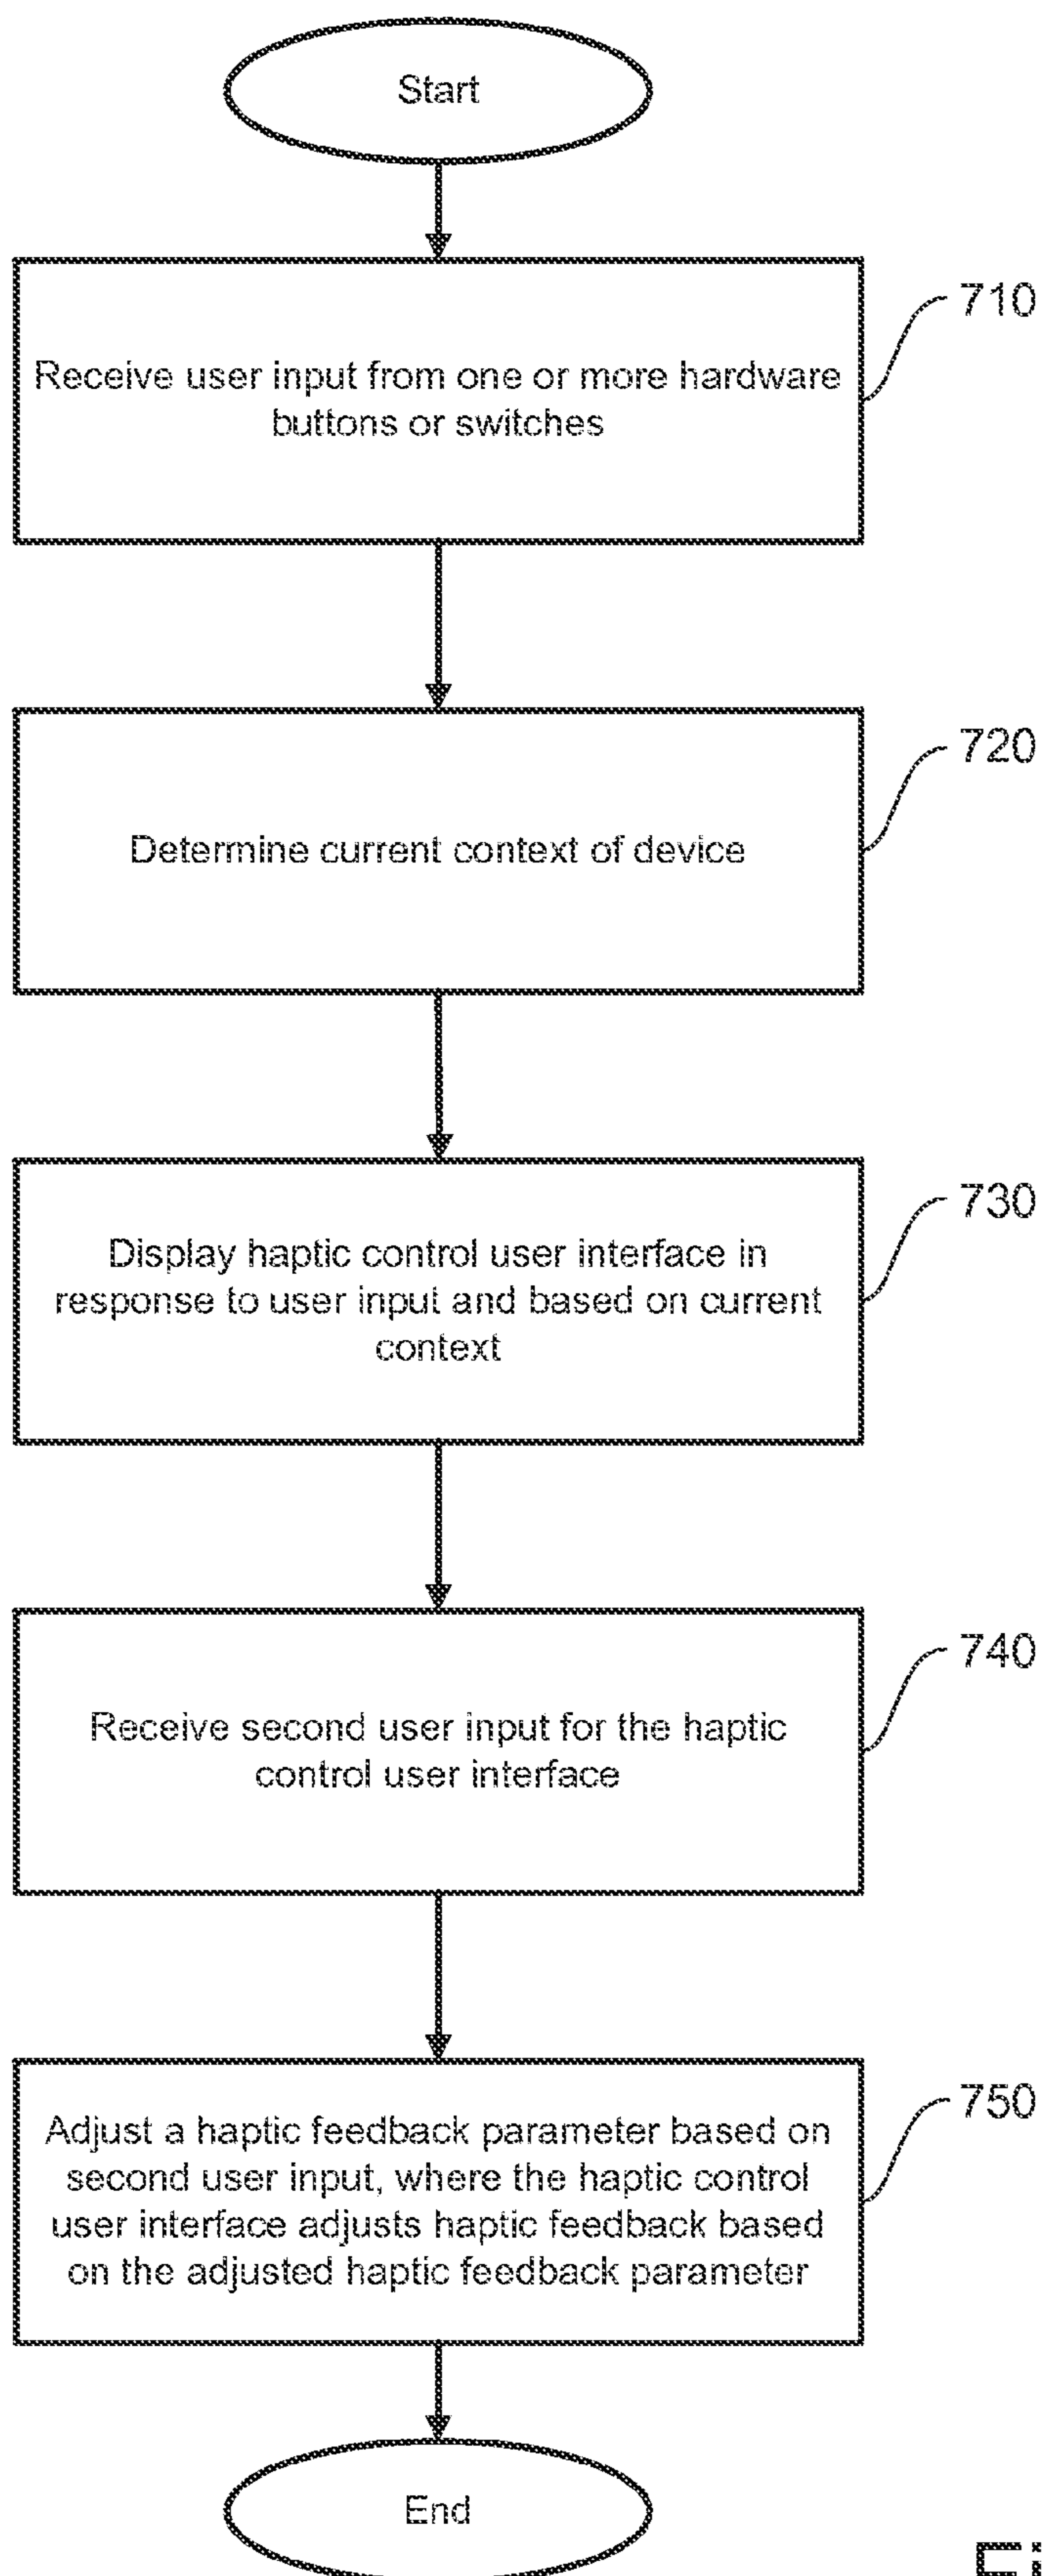 Start
710
Receive user input from one or more hardware
buttons or switches
720
Determine current context of device
730
Display haptic control user interface in
response to user input and based on current
context
740
Receive second user input for the haptic
control user interface
750
Adjust a haptic feedback parameter based on
second user input, where the haptic control
user interface adjusts haptic feedback based
on the adjusted haptic feedback parameter
End